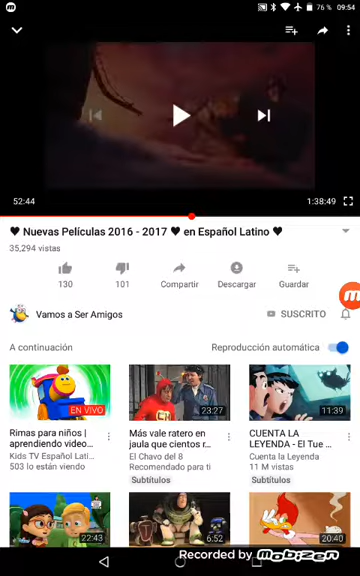 76 % 09:54
52:44
1:38:49
♥ Nuevas Películas 2016 - 2017 ♥ en Español Latino ♥
35,294 vistas
130
101
Compartir
Descargar
Guardar
Vamos a Ser Amigos
SUSCRITO
A continuación
Reproducción automática
EN VIVO
23:27
11:39
Rimas para niños |
aprendiendo video...
Kids TV Español Lati...
503 lo están viendo
Más vale ratero en
jaula que cientos r...
El Chavo del 8
Recomendado para ti
Subtítulos
CUENTA LA
LEYENDA - El Tue ...
Cuenta la Leyenda
11 M vistas
Subtítulos
22:43
6:52
20:40
Recorded by Mobizen